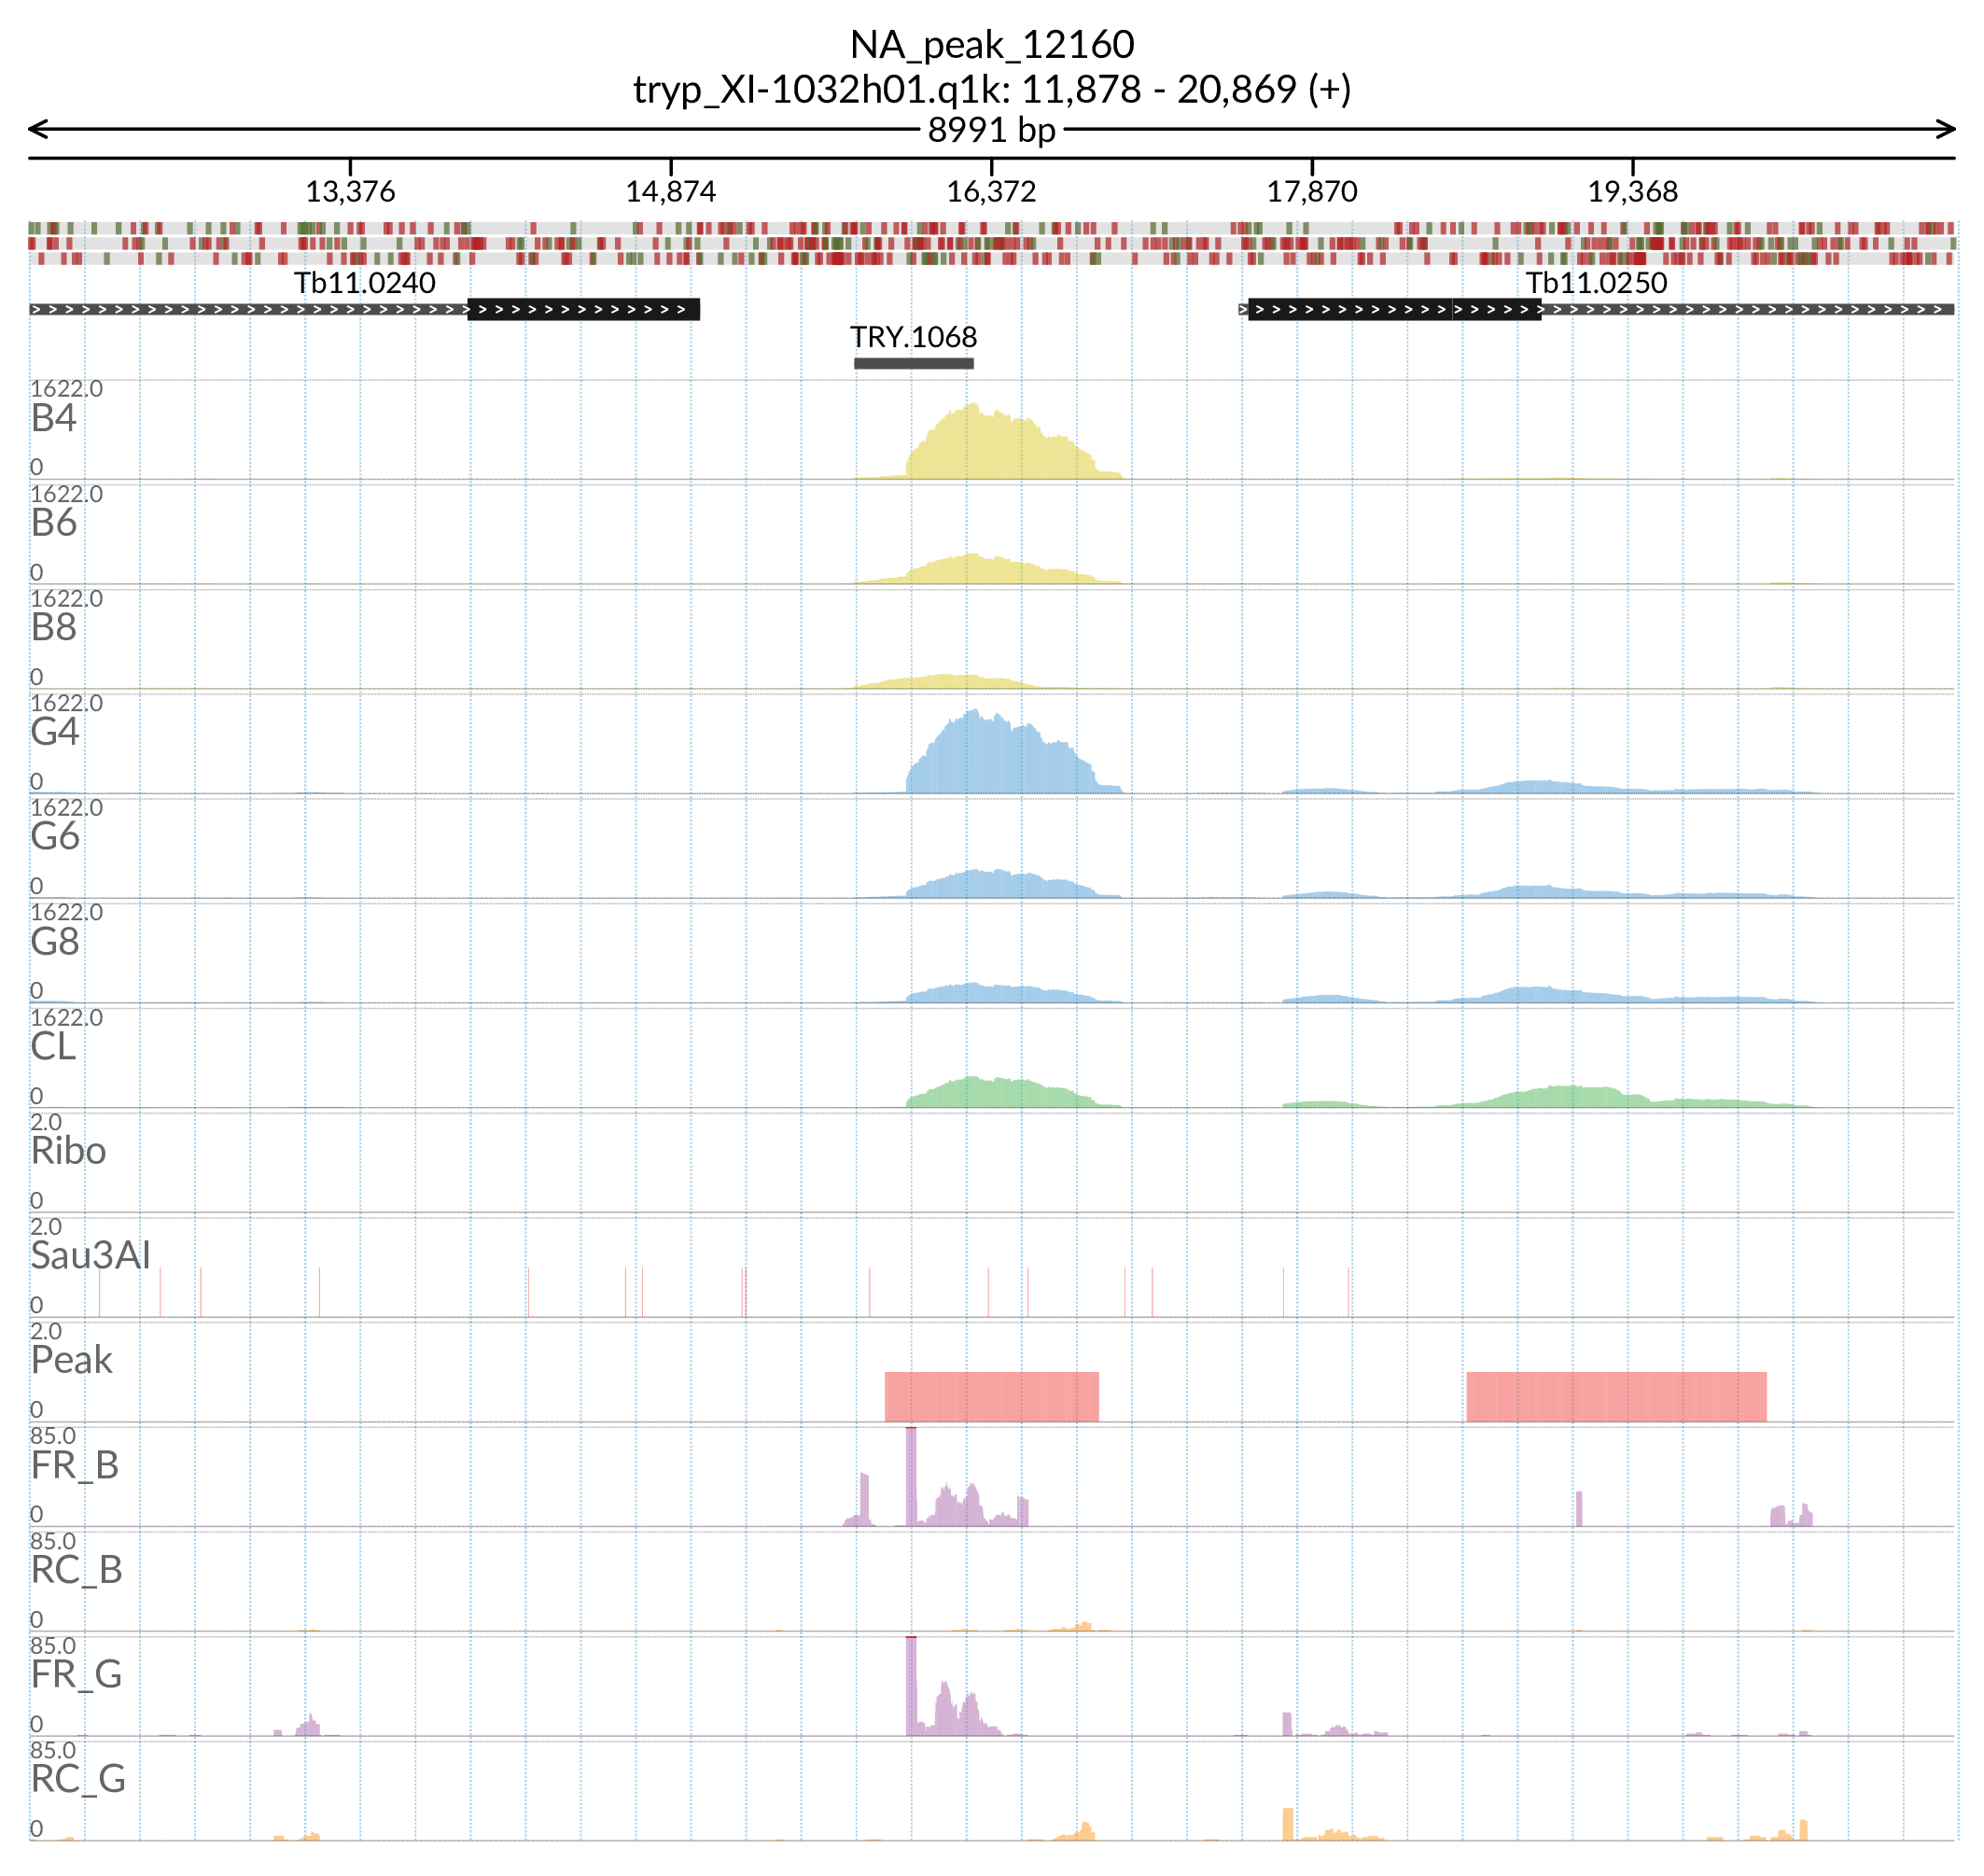 NA_peak_12160
tryp_XI-1032h01.q1k: 11,878 - 20,869 (+)
8991 bp
13,376 14,874 16,372 17,870 19,368
Tb11.0240 Tb11.0250
TRY.1068
1622.0
B4
0
1622.0
B6
0
1622.0
B8
0
1622.0
G4
0
1622.0
G6
0
1622.0
G8
0
1622.0
CL
0
2.0
Ribo
0
2.0
Sau3AI
0
2.0
Peak
0
85.0
FR_B
0
85.0
RC_B
0
85.0
FR_G
0
85.0
RC_G
0